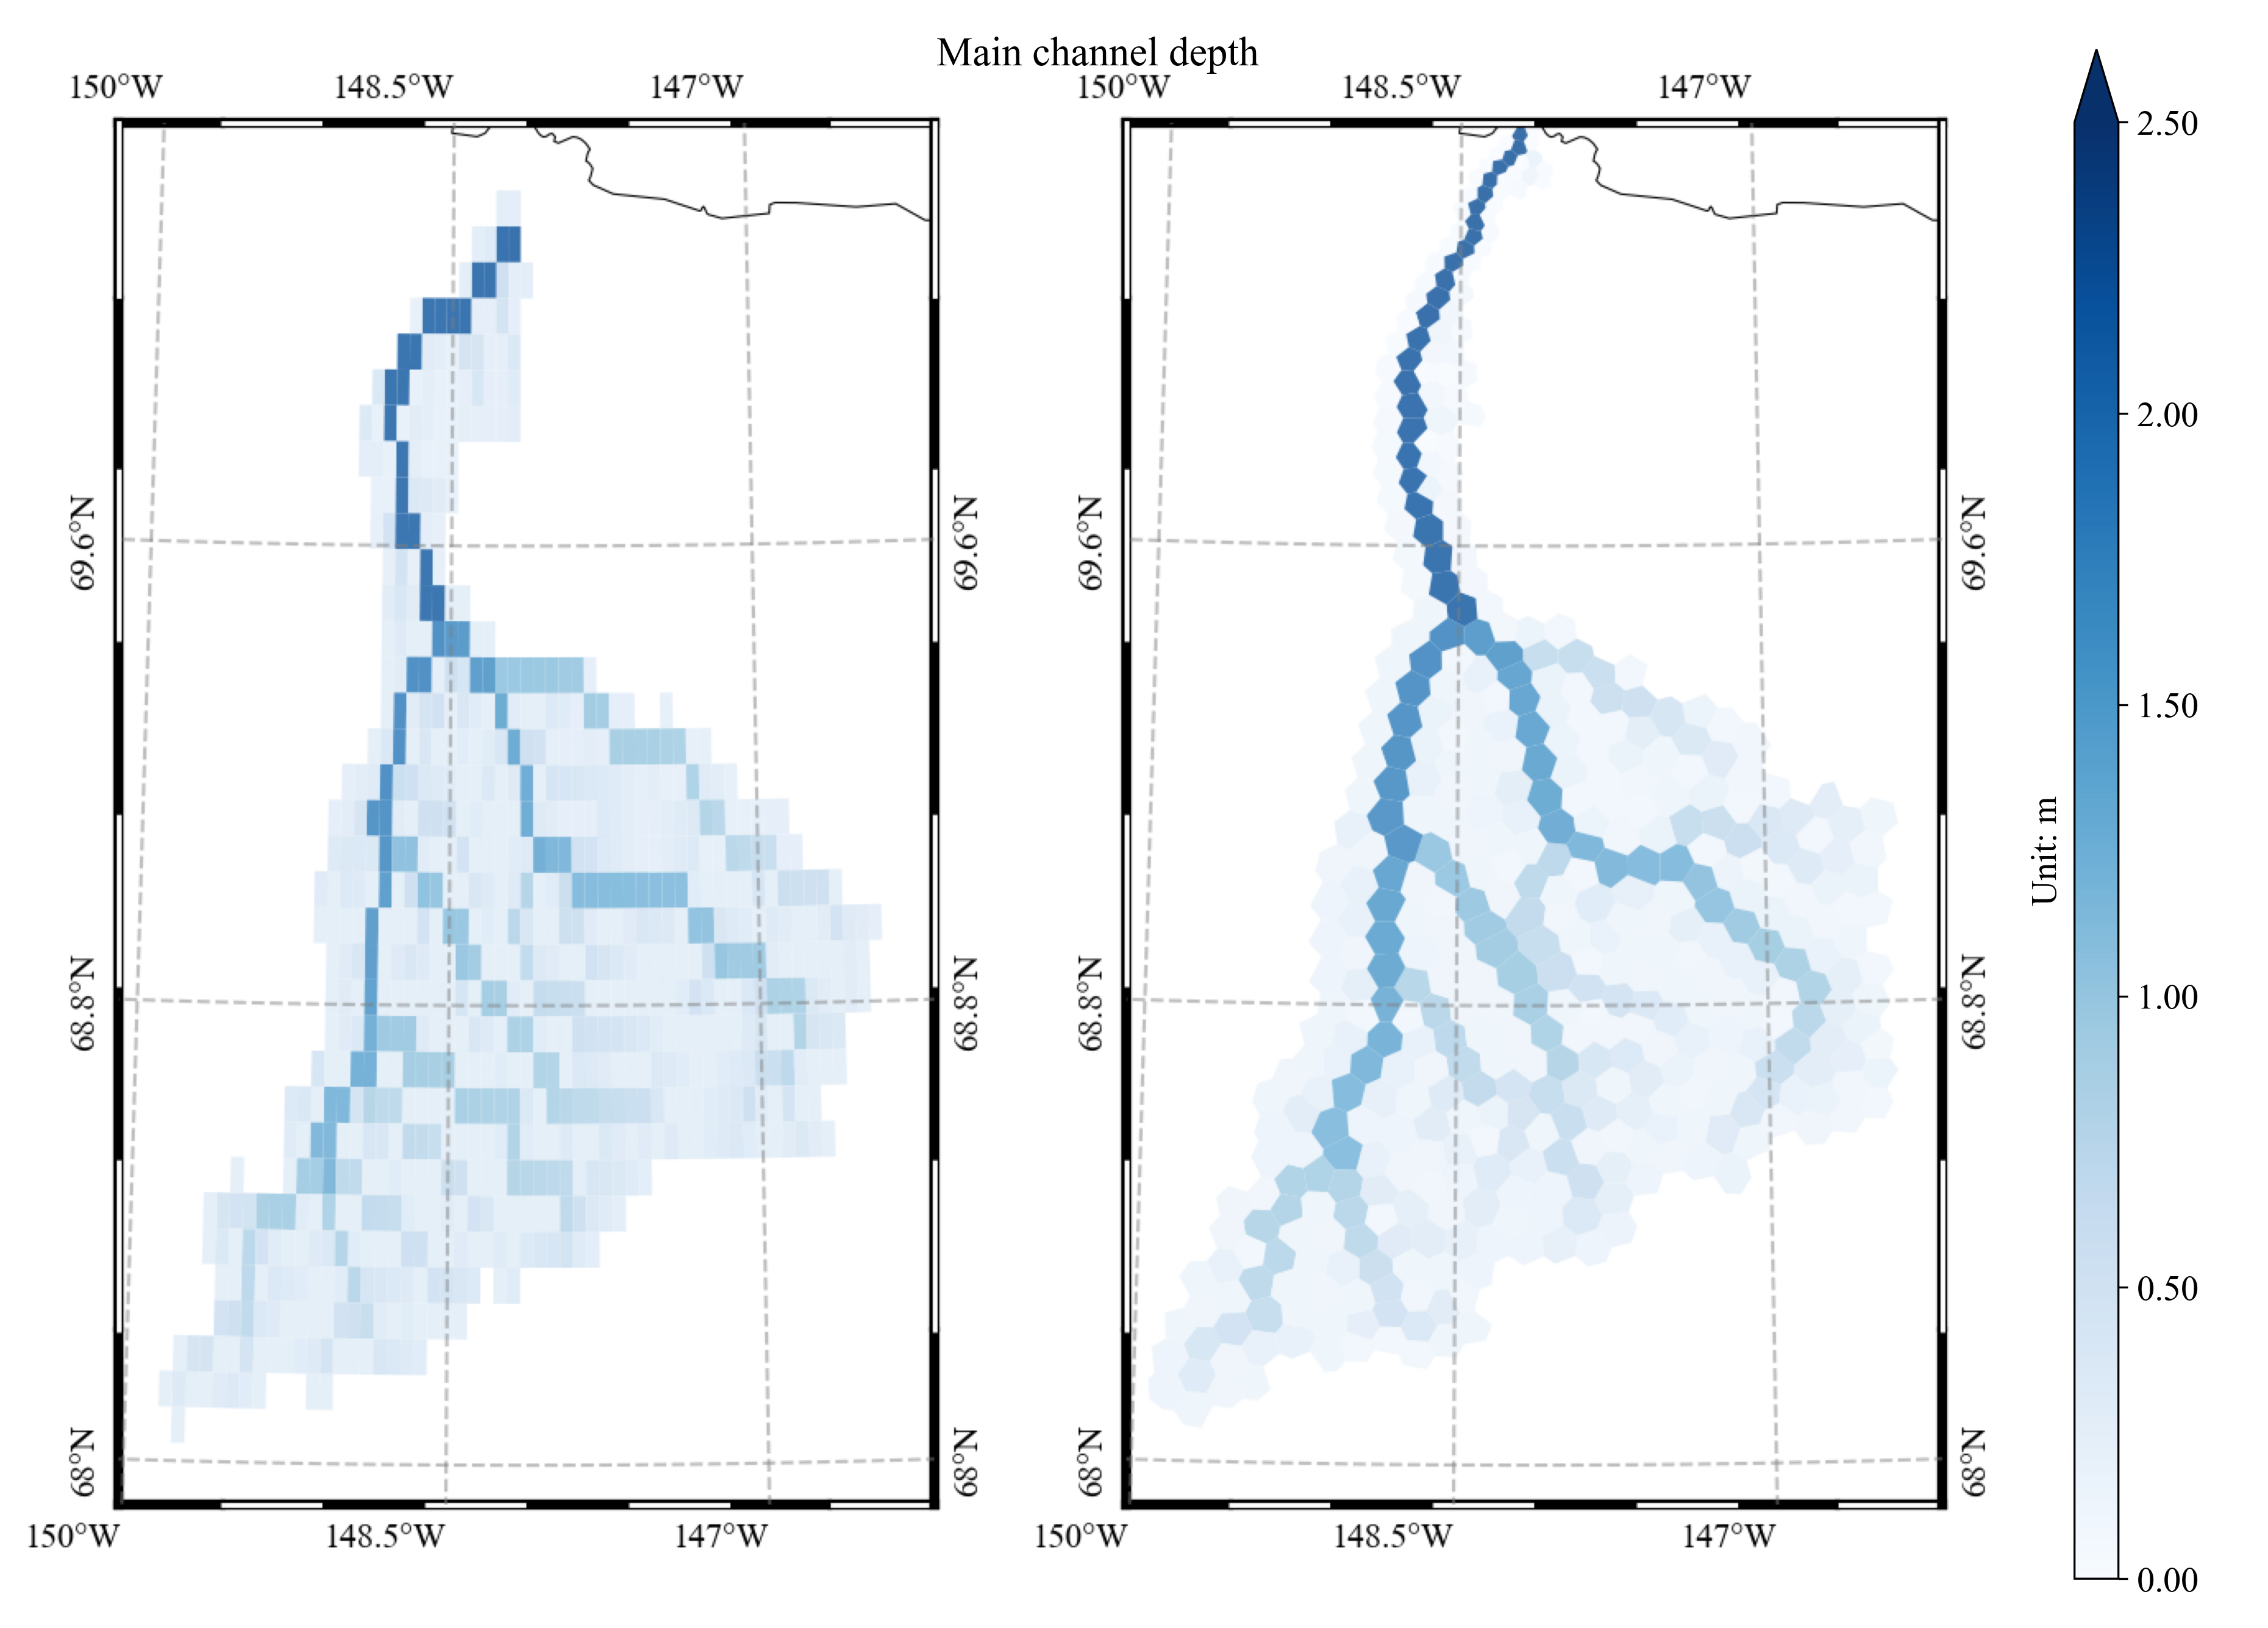 Main channel depth
150°W 148.5°W 147°W 150°W 148.5°W 147°W
2.50
2.00
69.6°N 69.6°N 69.6°N 69.6°N
1.50
Unit: m
68.8°N 68.8°N 68.8°N 68.8°N
1.00
0.50
68°N 68°N 68°N 68°N
0.00
150°W 148.5°W 147°W 150°W 148.5°W 147°W